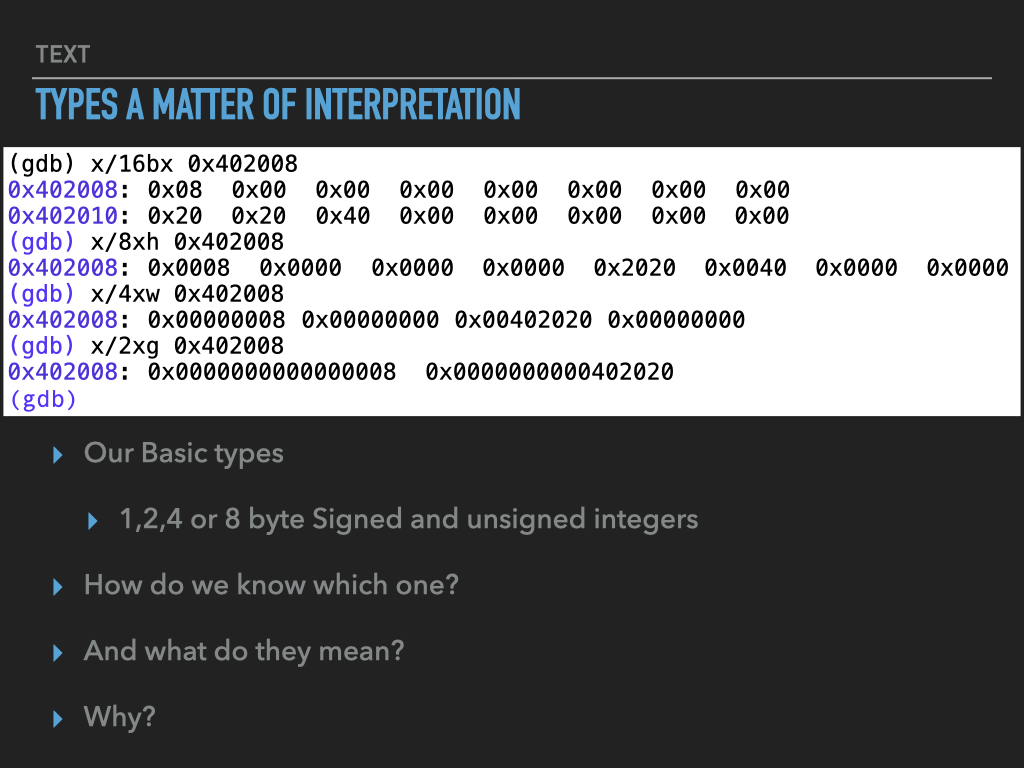 TEXT
TYPES A MATTER OF INTERPRETATION
(gdb) x/16bx 0x402008
0x402008: 0x08 0x00 0x00 0x00 0x00 0x00 0x00 0x00
0x402010: 0x20 0x20 0x40 0x00 0x00 0x00 0x00 0x00
(gdb) x/8xh 0x402008
0x402008: 0x0008 0x0000 0x0000 0x0000 0x2020 0x0040 0x0000 0x0000
(gdb) x/4xw 0x402008
0x402008: 0x00000008 0x00000000 0x00402020 0x00000000
(gdb) x/2xg 0x402008
0x402008: 0x0000000000000008 0x0000000000402020
(gdb)
Our Basic types
1,2,4 or 8 byte Signed and unsigned integers
How do we know which one?
And what do they mean?
Why?